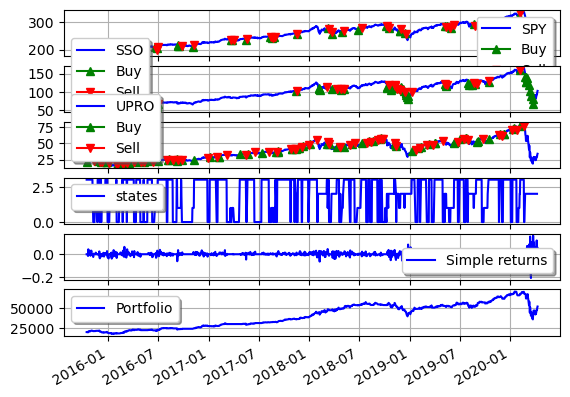 300
200
SPY
Buy
SSO
Buy
Sell
150
100
50
UPRO
Buy
Sell
75
50
25
states
2.5
0.0
Simple returns
0.0
−0.2
Portfolio
50000
25000
2016-01
2016-07
2017-01
2017-07
2018-01
2018-07
2019-01
2019-07
2020-01